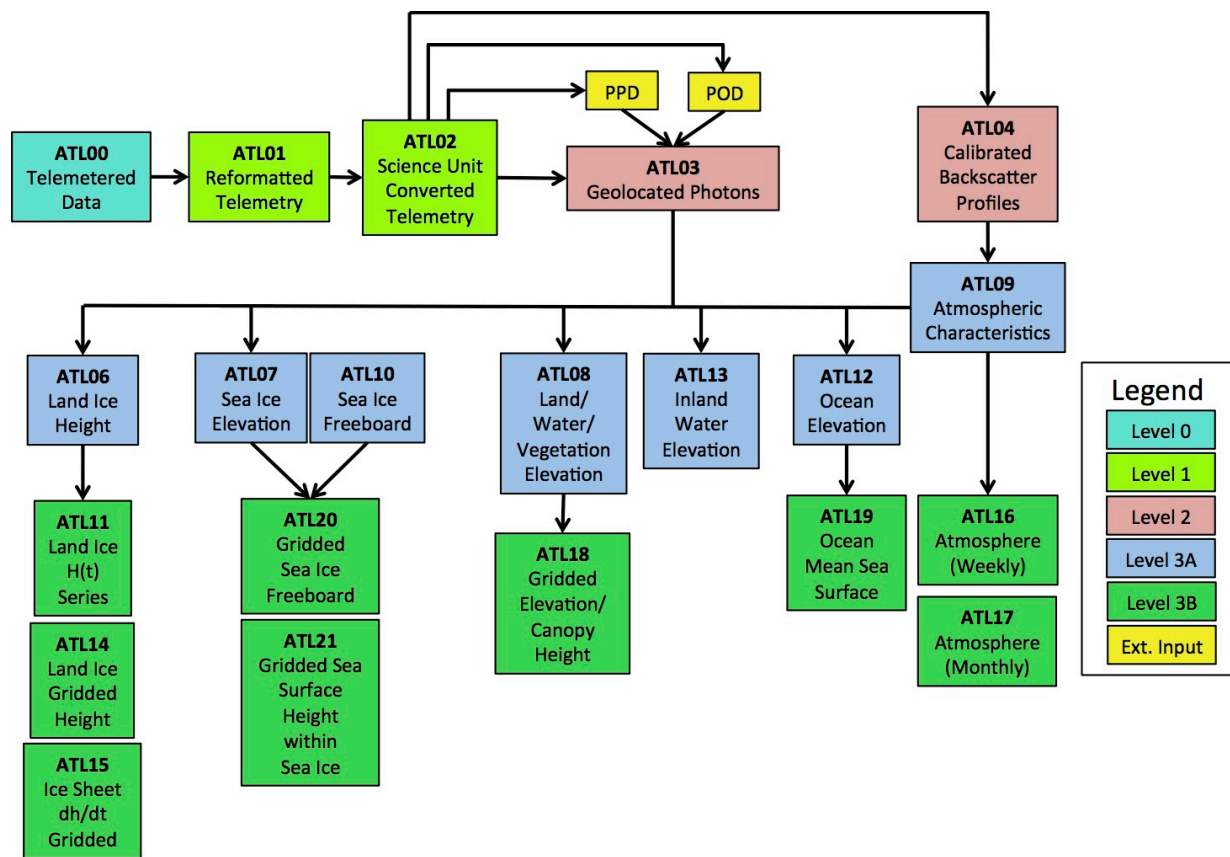 PPD
POD
ATL00
Telemetered
Data
ATL01
Reformatted
Telemetry
ATL02
Science Unit
Converted
Telemetry
ATL03
Geolocated Photons
ATL04
Calibrated
Backscatter
Profiles
ATL09
Atmospheric
Characteristics
ATL06
Land Ice
Height
ATL07
Sea Ice
Elevation
ATL10
Sea Ice
Freeboard
ATL08
Land/
Water/
Vegetation
Elevation
ATL13
Inland
Water
Elevation
ATL12
Ocean
Elevation
ATL11
Land Ice
H(t)
Series
ATL14
Land Ice
Gridded
Height
ATL15
Ice Sheet
dh/dt
Gridded
ATL20
Gridded
Sea Ice
Freeboard
ATL21
Gridded Sea
Surface
Height
within
Sea Ice
ATL18
Gridded
Elevation/
Canopy
Height
ATL19
Ocean
Mean Sea
Surface
ATL16
Atmosphere
(Weekly)
ATL17
Atmosphere
(Monthly)
Legend
Level 0
Level 1
Level 2
Level 3A
Level 3B
Ext. Input